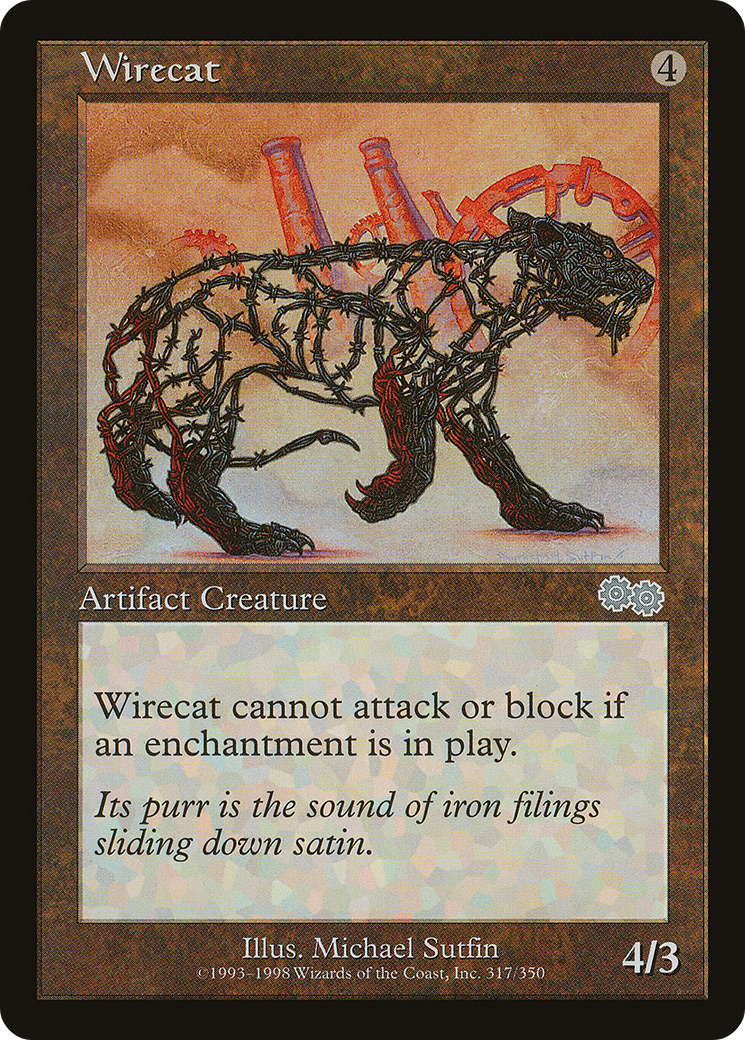 Wirecat
4
Michael Sutfin
Artifact Creature
Wirecat cannot attack or block if
an enchantment is in play.
Its purr is the sound of iron filings
sliding down satin.
Illus. Michael Sutfin
©1993–1998 Wizards of the Coast, Inc. 317/350
4/3